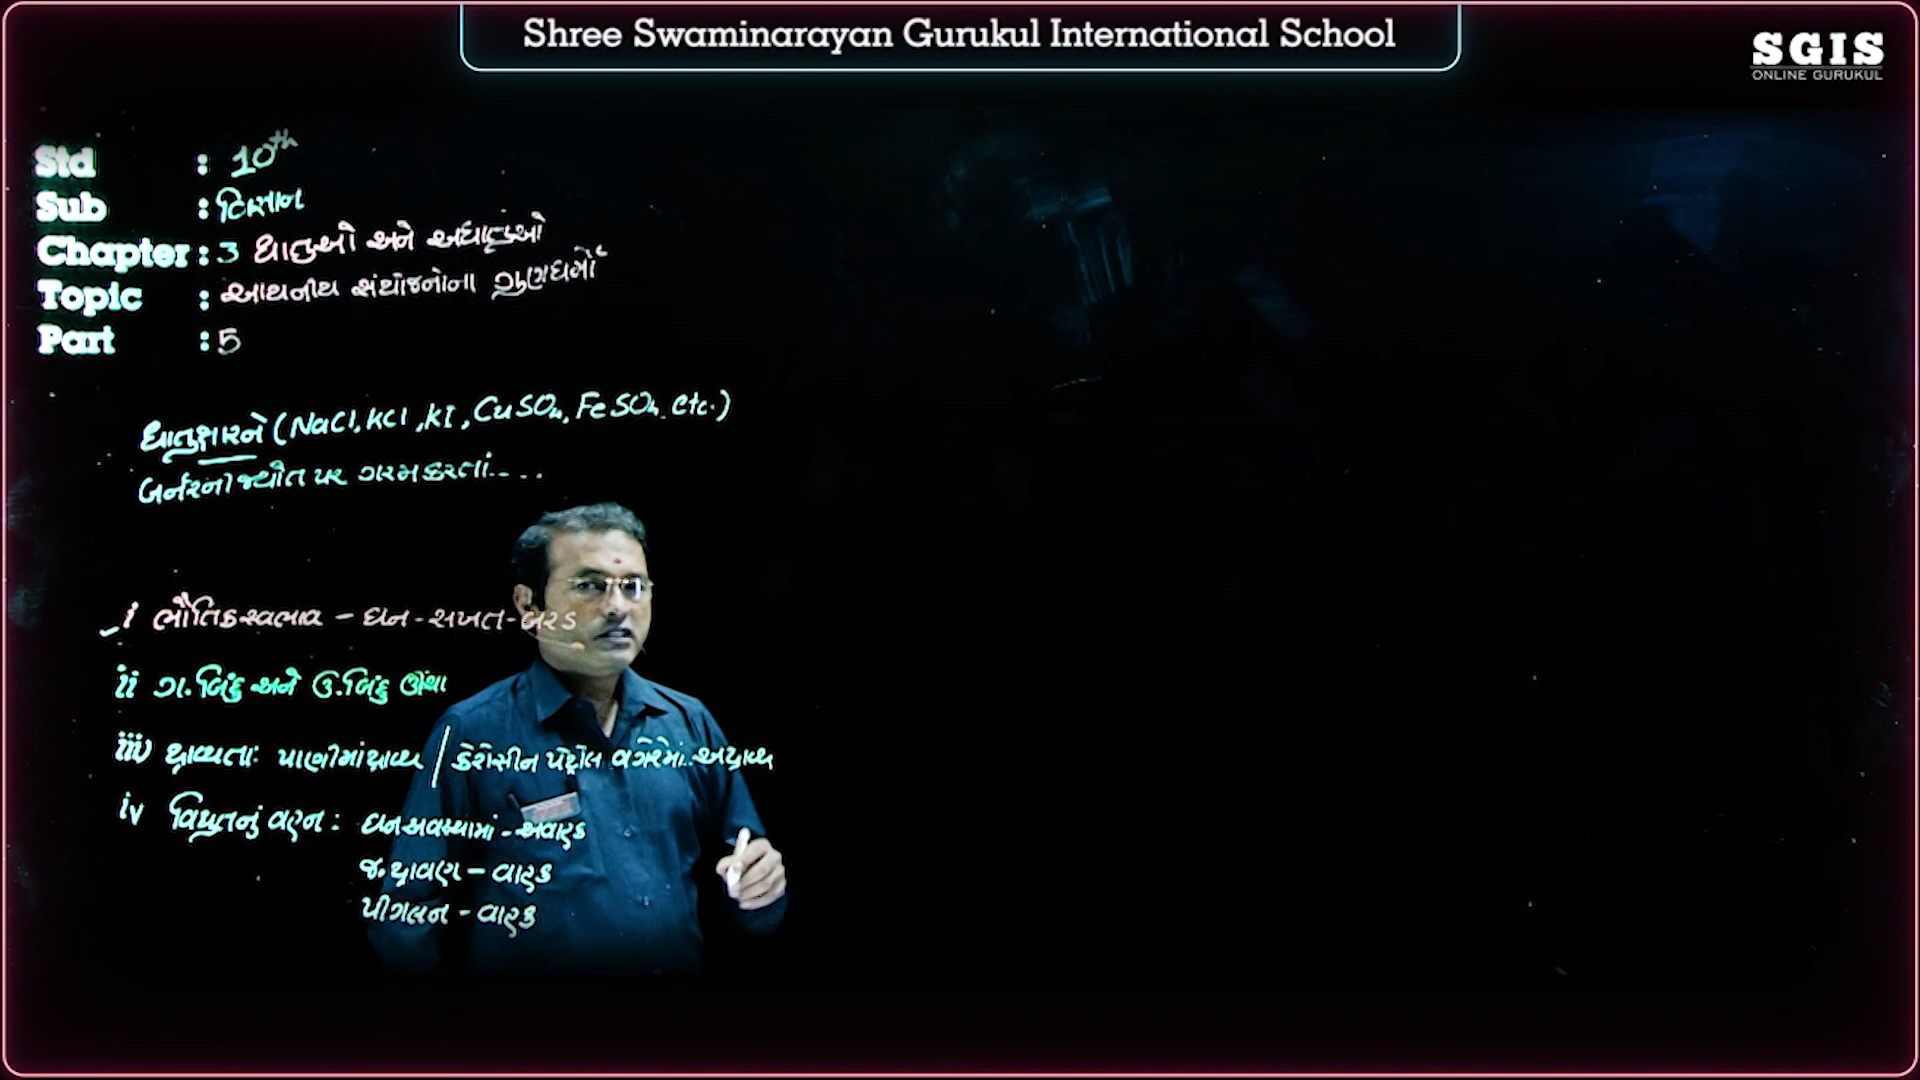 Shree Swaminarayan Gurukul International School
SGIS
ONLINE GURUKUL
Std : 10th
Sub : વિજ્ઞાન
Chapter : 3 ધાતુઓ અને અધાતુઓ
Topic : આયનીય સંયોજનોના ગુણધર્મો
Part : 5
ધાતુક્ષારને (NaCl, KCl, KI, CuSO4, FeSO4 etc.)
બર્નરની જ્યોત પર ગરમ કરતાં.....
i ભૌતિક સ્વભાવ - ઘન - સખત - બરડ
ii ગ. બિંદુ અને ઉ. બિંદુ ઊંચા
iii દ્રાવ્યતા: પાણીમાં દ્રાવ્ય / કેરોસીન પેટ્રોલ વગેરેમાં..અદ્રાવ્ય
iv વિદ્યુતનું વહન : ઘન અવસ્થામાં - અવાહક
જ. દ્રાવણ - વાહક
પીગલન - વાહક